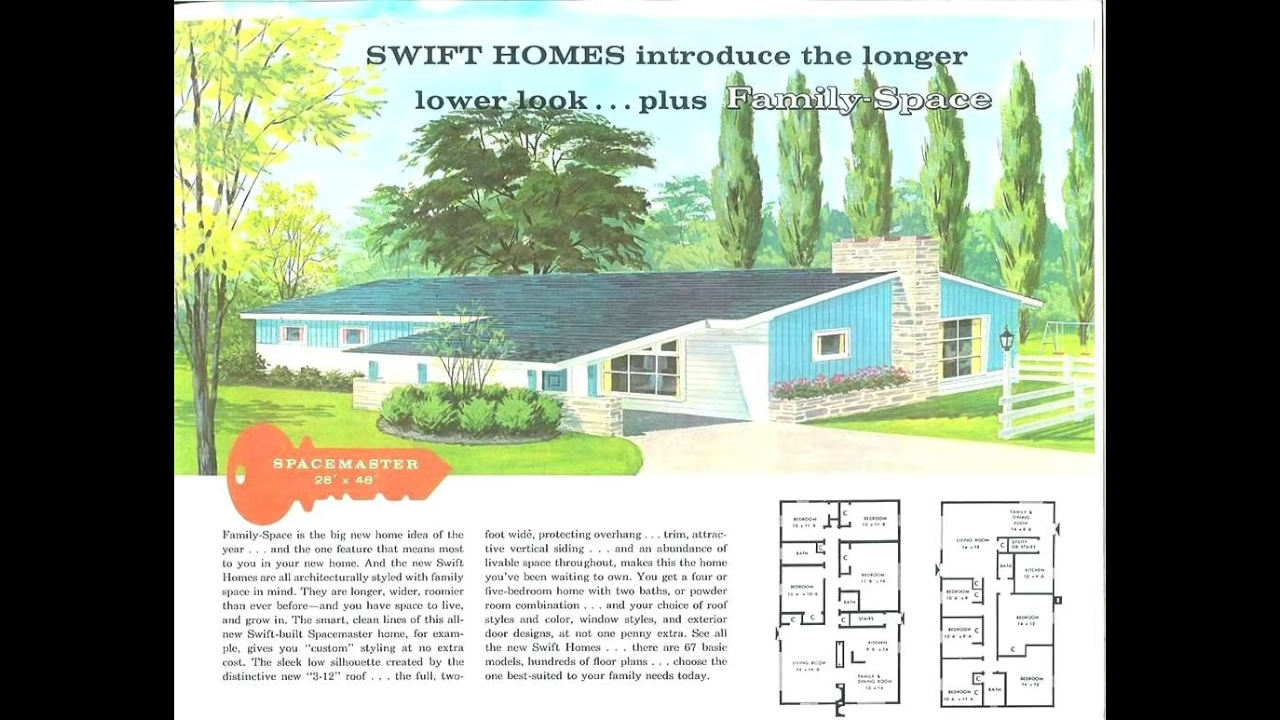 SWIFT HOMES introduce the longer
lower look . . . plus Family-Space
SPACEMASTER
28' x 48'
Family-Space is the big new home idea of the
year . . . and the one feature that means most
to you in your new home. And the new Swift
Homes are all architecturally styled with family
space in mind. They are longer, wider, roomier
than ever before—and you have space to live,
and grow in. The smart, clean lines of this all-
new Swift-built Spacemaster home, for exam-
ple, gives you "custom" styling at no extra
cost. The sleek low silhouette created by the
distinctive new "3-12" roof . . . the full, two-
foot wide, protecting overhang . . . trim, attrac-
tive vertical siding . . . and an abundance of
livable space throughout, makes this the home
you've been waiting to own. You get a four or
five-bedroom home with two baths, or powder
room combination . . . and your choice of roof
styles and color, window styles, and exterior
door designs, at not one penny extra. See all
the new Swift Homes . . . there are 67 basic
models, hundreds of floor plans . . . choose the
one best-suited to your family needs today.
BEDROOM
C
BEDROOM
BATH
C
C
BEDROOM
BEDROOM
BATH
C
C
C
STAIRS
KITCHEN
LIVING ROOM
FAMILY &
DINING ROOM
FAMILY &
DINING
ROOM
LIVING ROOM
C
UTILITY
OR STAIRS
BATH
KITCHEN
BEDROOM
C
C
BEDROOM
14' x 12'
BEDROOM
C
C
BEDROOM
C
BATH
BEDROOM